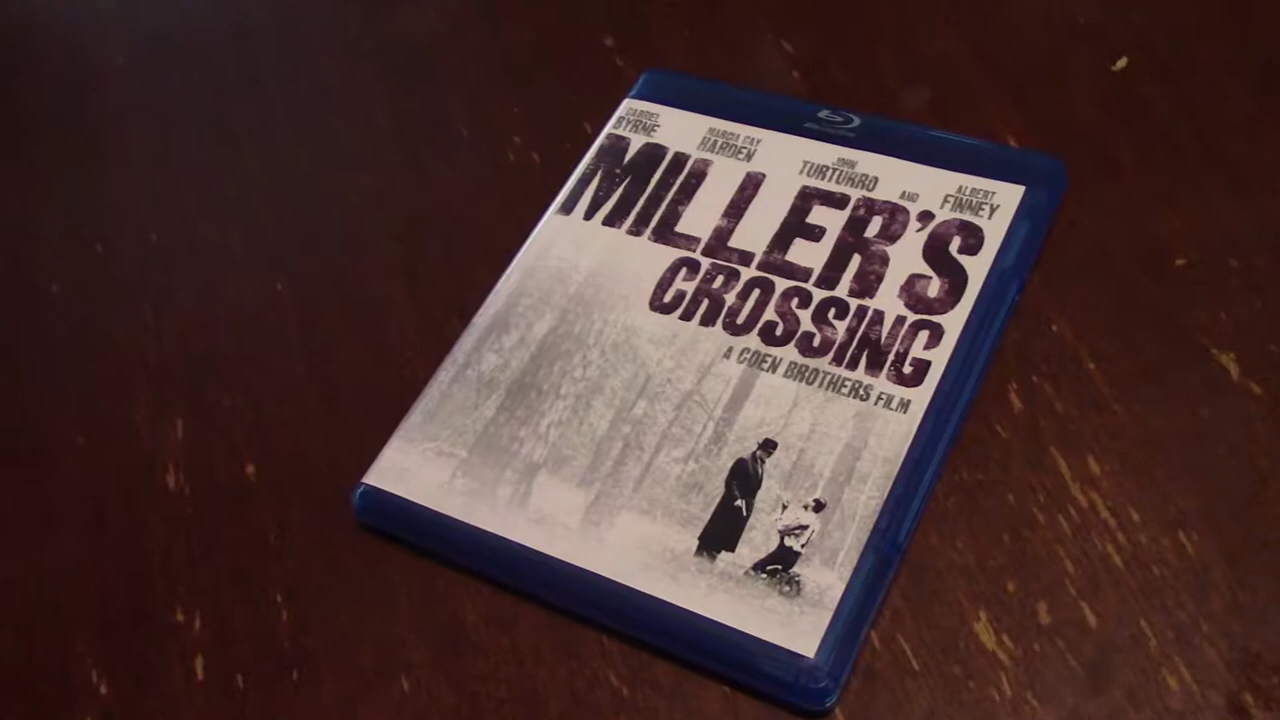 GABRIEL
BYRNE
MARCIA GAY
HARDEN
JOHN
TURTURRO
AND
ALBERT
FINNEY
MILLER'S
CROSSING
A COEN BROTHERS FILM